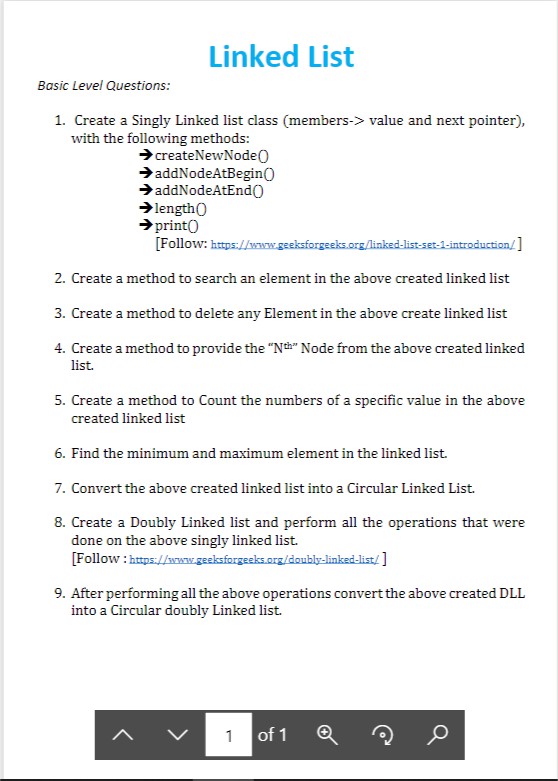 Linked List
Basic Level Questions:
1. Create a Singly Linked list class (members-> value and next pointer),
with the following methods:
➔createNewNode()
➔addNodeAtBegin()
➔addNodeAtEnd()
➔length()
➔print()
[Follow: https://www.geeksforgeeks.org/linked-list-set-1-introduction/ ]
2. Create a method to search an element in the above created linked list
3. Create a method to delete any Element in the above create linked list
4. Create a method to provide the “Nth” Node from the above created linked
list.
5. Create a method to Count the numbers of a specific value in the above
created linked list
6. Find the minimum and maximum element in the linked list.
7. Convert the above created linked list into a Circular Linked List.
8. Create a Doubly Linked list and perform all the operations that were
done on the above singly linked list.
[Follow : https://www.geeksforgeeks.org/doubly-linked-list/ ]
9. After performing all the above operations convert the above created DLL
into a Circular doubly Linked list.
1 of 1